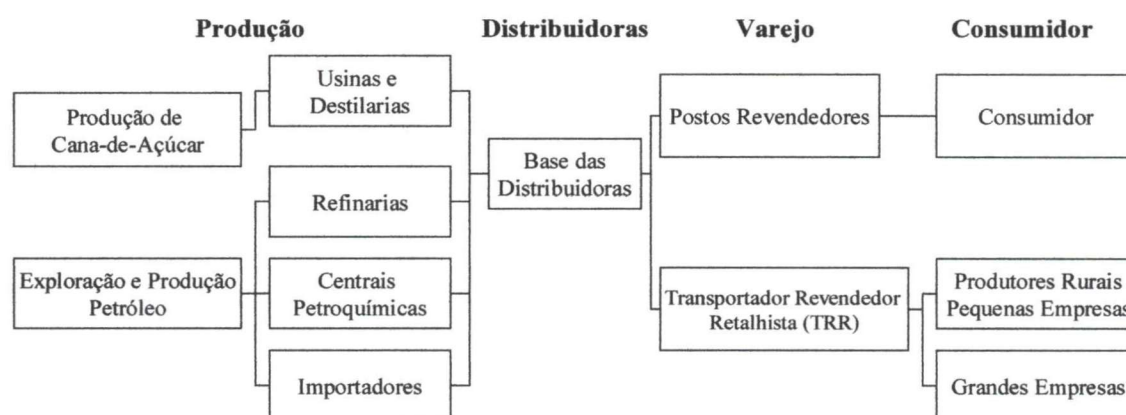 Produção
Distribuidoras
Varejo
Consumidor
Produção de
Cana-de-Açúcar
Usinas e
Destilarias
Refinarias
Exploração e Produção
Petróleo
Centrais
Petroquímicas
Importadores
Base das
Distribuidoras
Postos Revendedores
Consumidor
Transportador Revendedor
Retalhista (TRR)
Produtores Rurais
Pequenas Empresas
Grandes Empresas